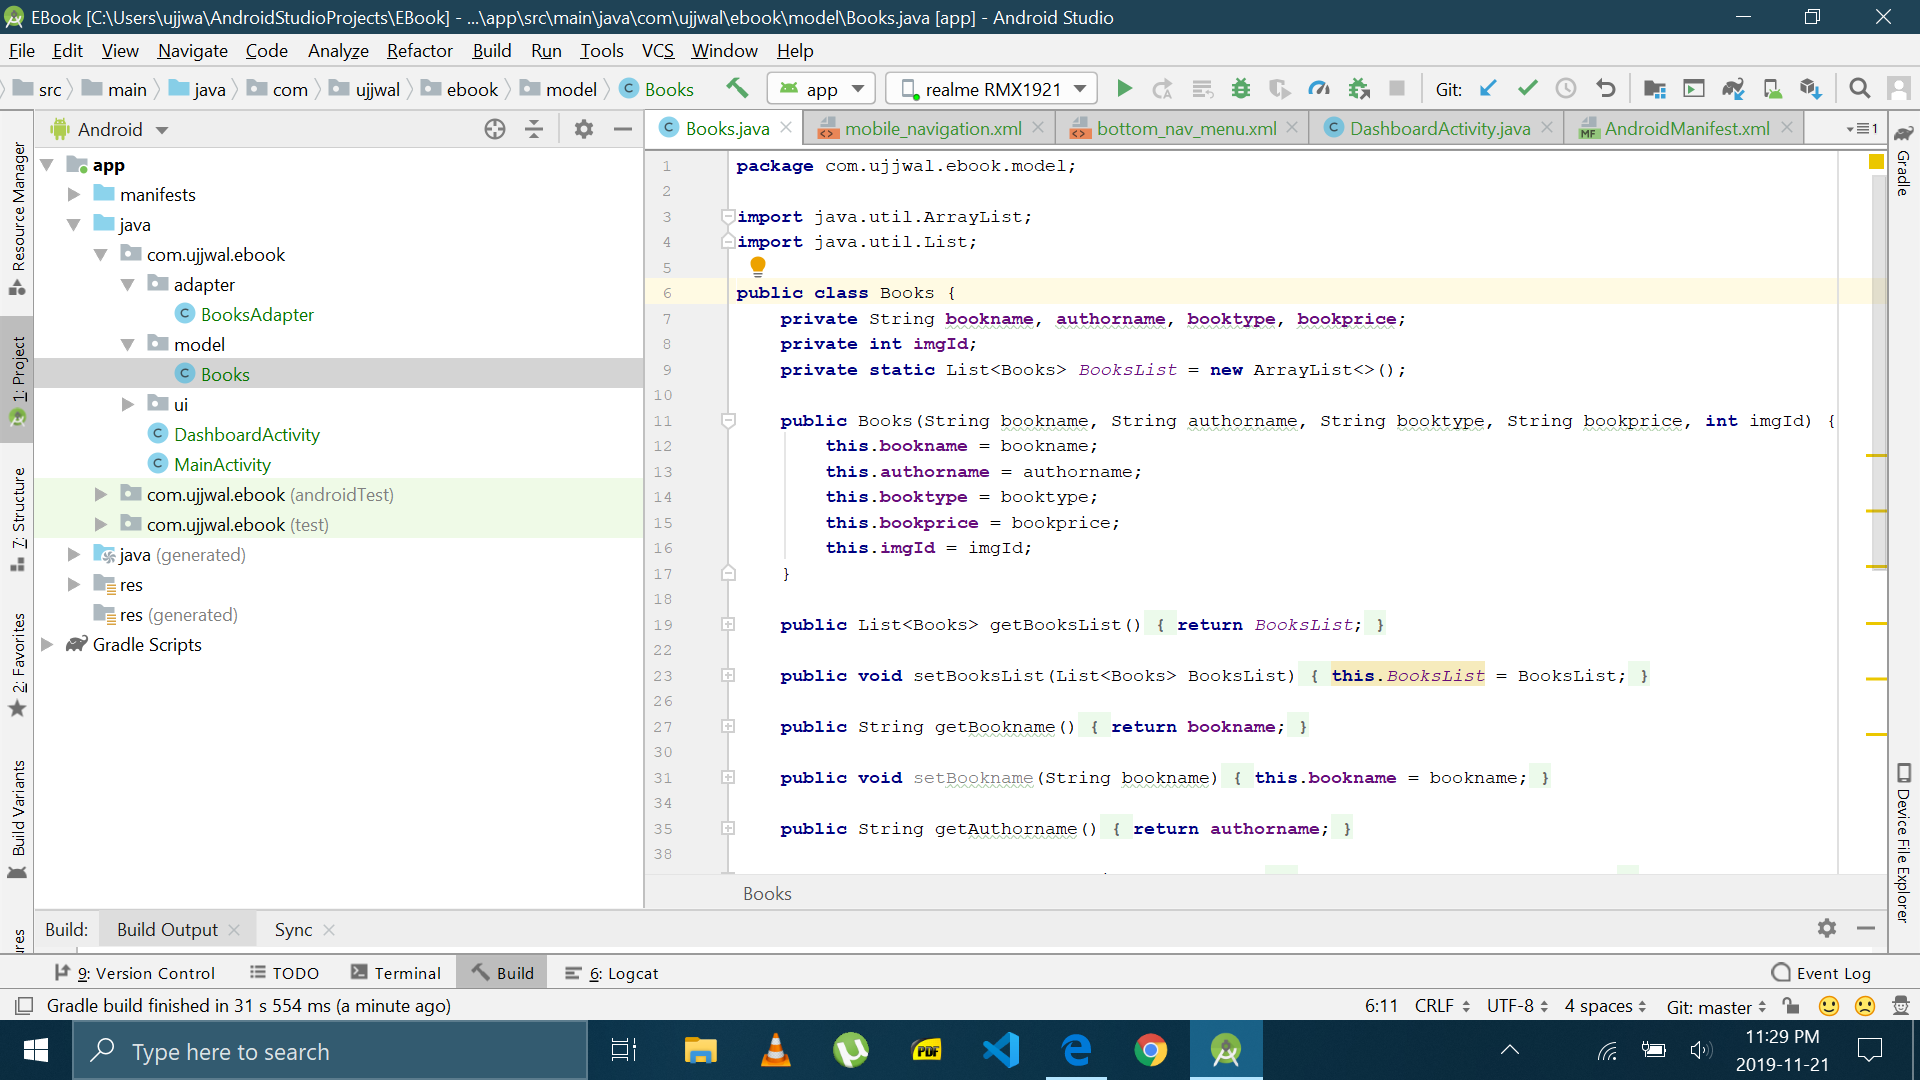 EBook [C:\Users\ujjwa\AndroidStudioProjects\EBook] - ...\app\src\main\java\com\ujjwal\ebook\model\Books.java [app] - Android Studio
File Edit View Navigate Code Analyze Refactor Build Run Tools VCS Window Help
src main java com ujjwal ebook model Books app realme RMX1921 Git:
Resource Manager
1: Project
7: Structure
2: Favorites
Build Variants
Android
app
manifests
java
com.ujjwal.ebook
adapter
BooksAdapter
model
Books
ui
DashboardActivity
MainActivity
com.ujjwal.ebook (androidTest)
com.ujjwal.ebook (test)
java (generated)
res
res (generated)
Gradle Scripts
Books.java mobile_navigation.xml bottom_nav_menu.xml DashboardActivity.java MF AndroidManifest.xml 1
1 package com.ujjwal.ebook.model;
2
3 import java.util.ArrayList;
4 import java.util.List;
5
6 public class Books {
7 private String bookname, authorname, booktype, bookprice;
8 private int imgId;
9 private static List<Books> BooksList = new ArrayList<>();
10
11 public Books(String bookname, String authorname, String booktype, String bookprice, int imgId) {
12 this.bookname = bookname;
13 this.authorname = authorname;
14 this.booktype = booktype;
15 this.bookprice = bookprice;
16 this.imgId = imgId;
17 }
18
19 public List<Books> getBooksList() { return BooksList; }
22
23 public void setBooksList(List<Books> BooksList) { this.BooksList = BooksList; }
26
27 public String getBookname() { return bookname; }
30
31 public void setBookname(String bookname) { this.bookname = bookname; }
34
35 public String getAuthorname() { return authorname; }
38
Books
Gradle
Device File Explorer
Build: Build Output Sync
9: Version Control TODO Terminal Build 6: Logcat Event Log
Gradle build finished in 31 s 554 ms (a minute ago) 6:11 CRLF UTF-8 4 spaces Git: master
Type here to search PDF 11:29 PM
2019-11-21